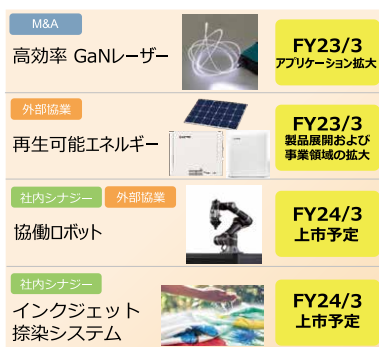 M&A
高効率 GaNレーザー
FY23/3
アプリケーション拡大
外部協業
再生可能エネルギー
FY23/3
製品展開および
事業領域の拡大
社内シナジー
外部協業
協働ロボット
FY24/3
上市予定
社内シナジー
インクジェット
捺染システム
FY24/3
上市予定